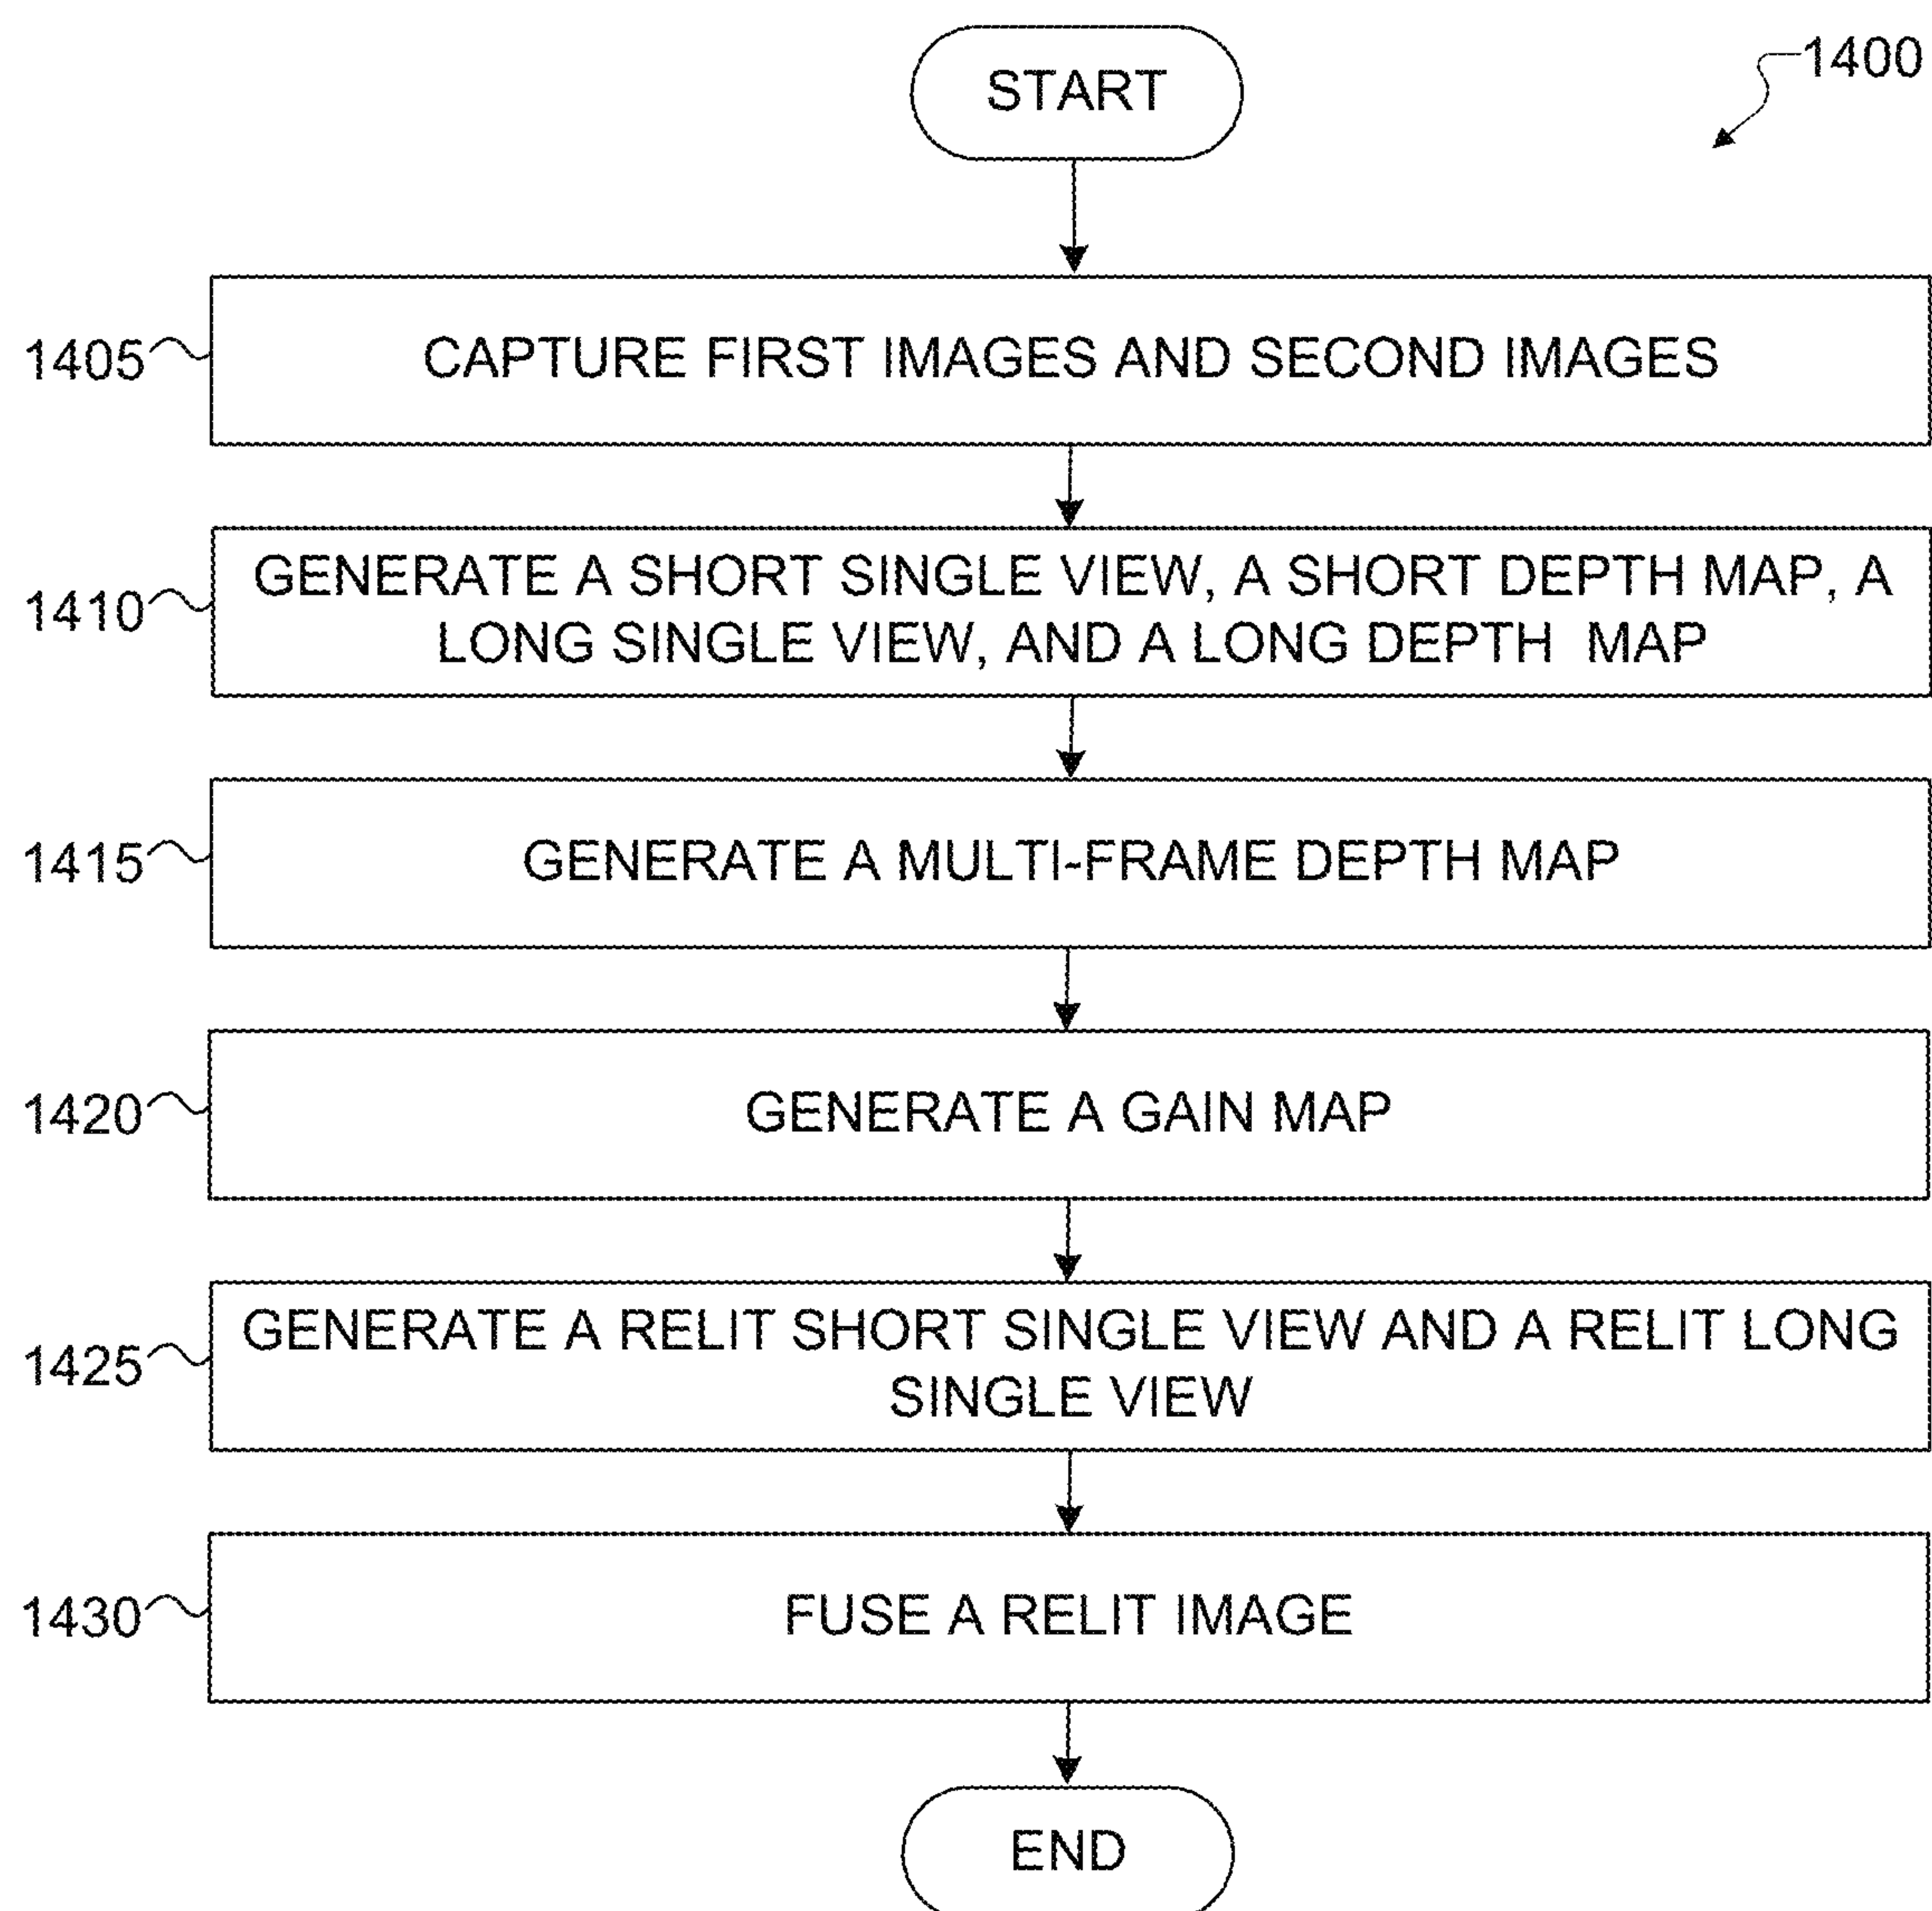 START
1400
1405
CAPTURE FIRST IMAGES AND SECOND IMAGES
1410
GENERATE A SHORT SINGLE VIEW, A SHORT DEPTH MAP, A
LONG SINGLE VIEW, AND A LONG DEPTH MAP
1415
GENERATE A MULTI-FRAME DEPTH MAP
1420
GENERATE A GAIN MAP
1425
GENERATE A RELIT SHORT SINGLE VIEW AND A RELIT LONG
SINGLE VIEW
1430
FUSE A RELIT IMAGE
END